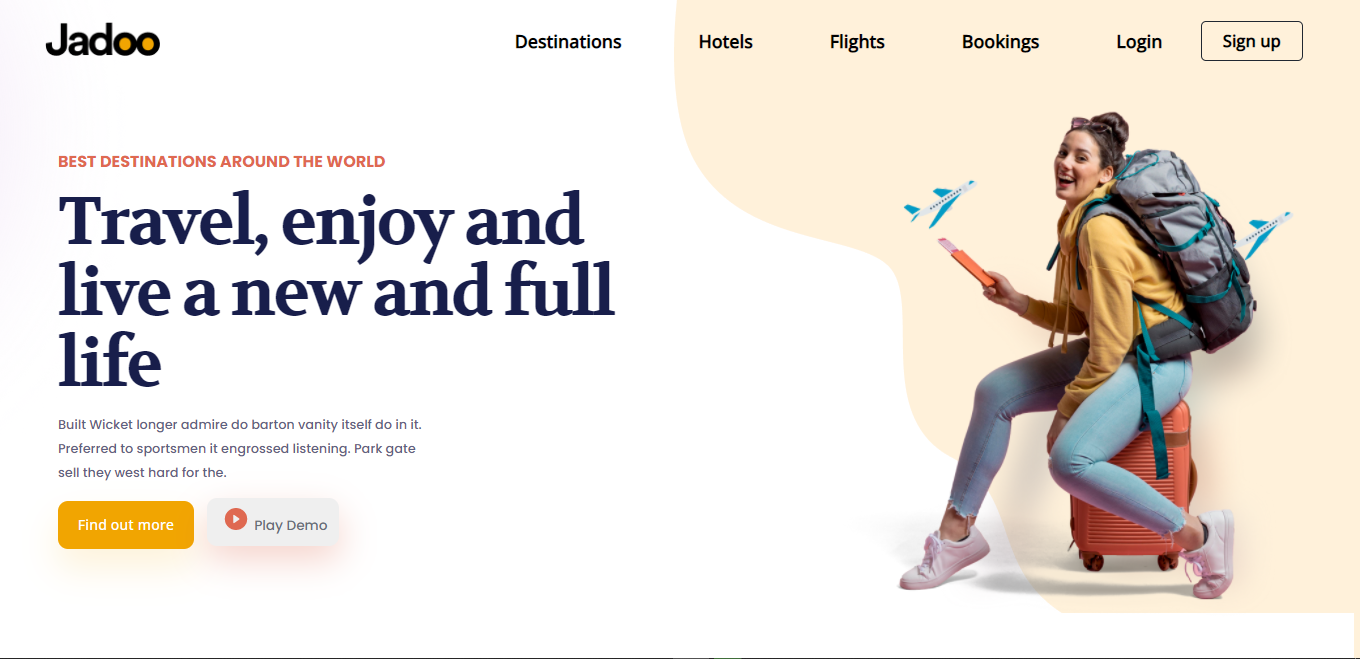 Jadoo
Destinations
Hotels
Flights
Bookings
Login
Sign up
BEST DESTINATIONS AROUND THE WORLD
Travel, enjoy and
live a new and full
life
Built Wicket longer admire do barton vanity itself do in it.
Preferred to sportsmen it engrossed listening. Park gate
sell they west hard for the.
Find out more
Play Demo